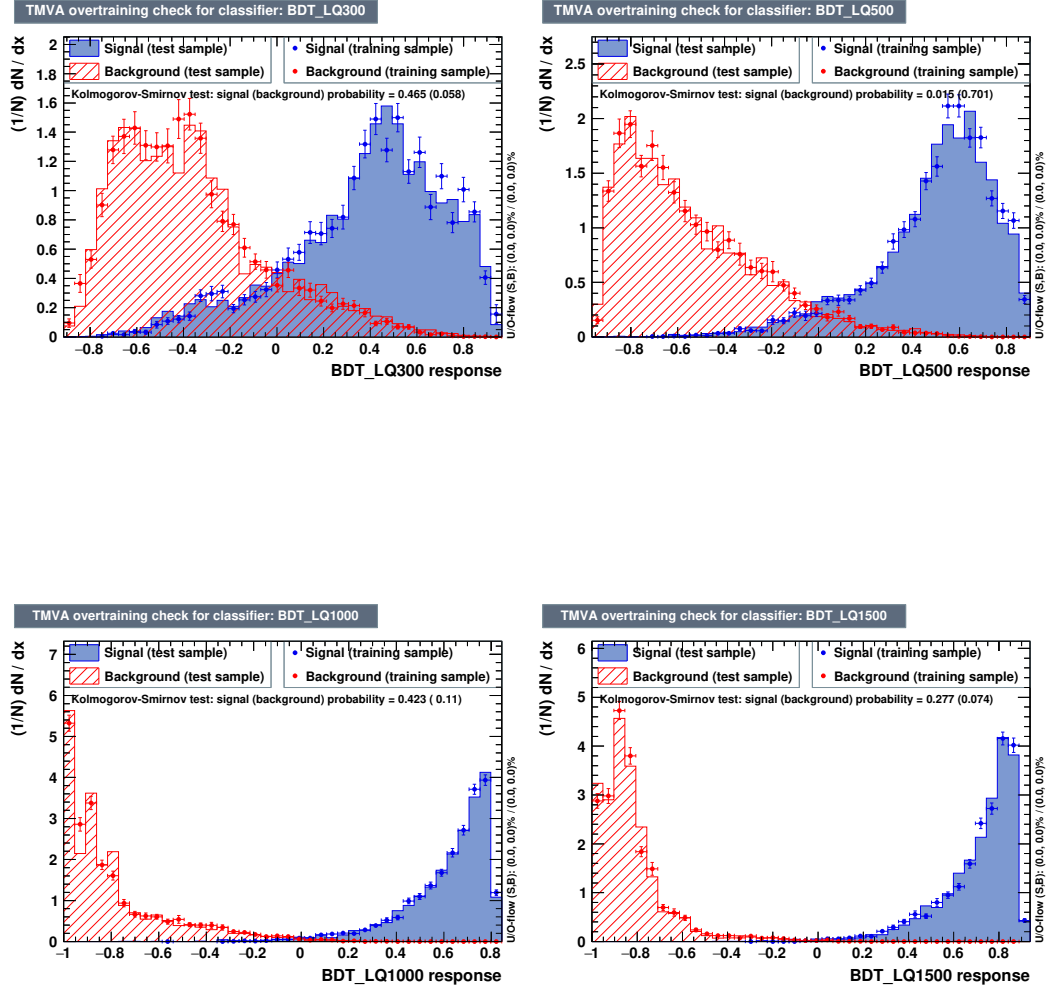 TMVA overtraining check for classifier: BDT_LQ300
(1/N) dN / dx
Signal (test sample)
Signal (training sample)
Background (test sample)
Background (training sample)
Kolmogorov-Smirnov test: signal (background) probability = 0.465 (0.058)
2
1.8
1.6
1.4
1.2
1
0.8
0.6
0.4
0.2
0
−0.8 −0.6 −0.4 −0.2 0 0.2 0.4 0.6 0.8
BDT_LQ300 response
U/O-flow (S,B): (0.0, 0.0)% / (0.0, 0.0)%
TMVA overtraining check for classifier: BDT_LQ500
(1/N) dN / dx
Signal (test sample)
Signal (training sample)
Background (test sample)
Background (training sample)
Kolmogorov-Smirnov test: signal (background) probability = 0.015 (0.701)
2.5
2
1.5
1
0.5
0
−0.8 −0.6 −0.4 −0.2 0 0.2 0.4 0.6 0.8
BDT_LQ500 response
U/O-flow (S,B): (0.0, 0.0)% / (0.0, 0.0)%
TMVA overtraining check for classifier: BDT_LQ1000
(1/N) dN / dx
Signal (test sample)
Signal (training sample)
Background (test sample)
Background (training sample)
Kolmogorov-Smirnov test: signal (background) probability = 0.423 ( 0.11)
7
6
5
4
3
2
1
0
−1 −0.8 −0.6 −0.4 −0.2 0 0.2 0.4 0.6 0.8
BDT_LQ1000 response
U/O-flow (S,B): (0.0, 0.0)% / (0.0, 0.0)%
TMVA overtraining check for classifier: BDT_LQ1500
(1/N) dN / dx
Signal (test sample)
Signal (training sample)
Background (test sample)
Background (training sample)
Kolmogorov-Smirnov test: signal (background) probability = 0.277 (0.074)
6
5
4
3
2
1
0
−1 −0.8 −0.6 −0.4 −0.2 0 0.2 0.4 0.6 0.8
BDT_LQ1500 response
U/O-flow (S,B): (0.0, 0.0)% / (0.0, 0.0)%